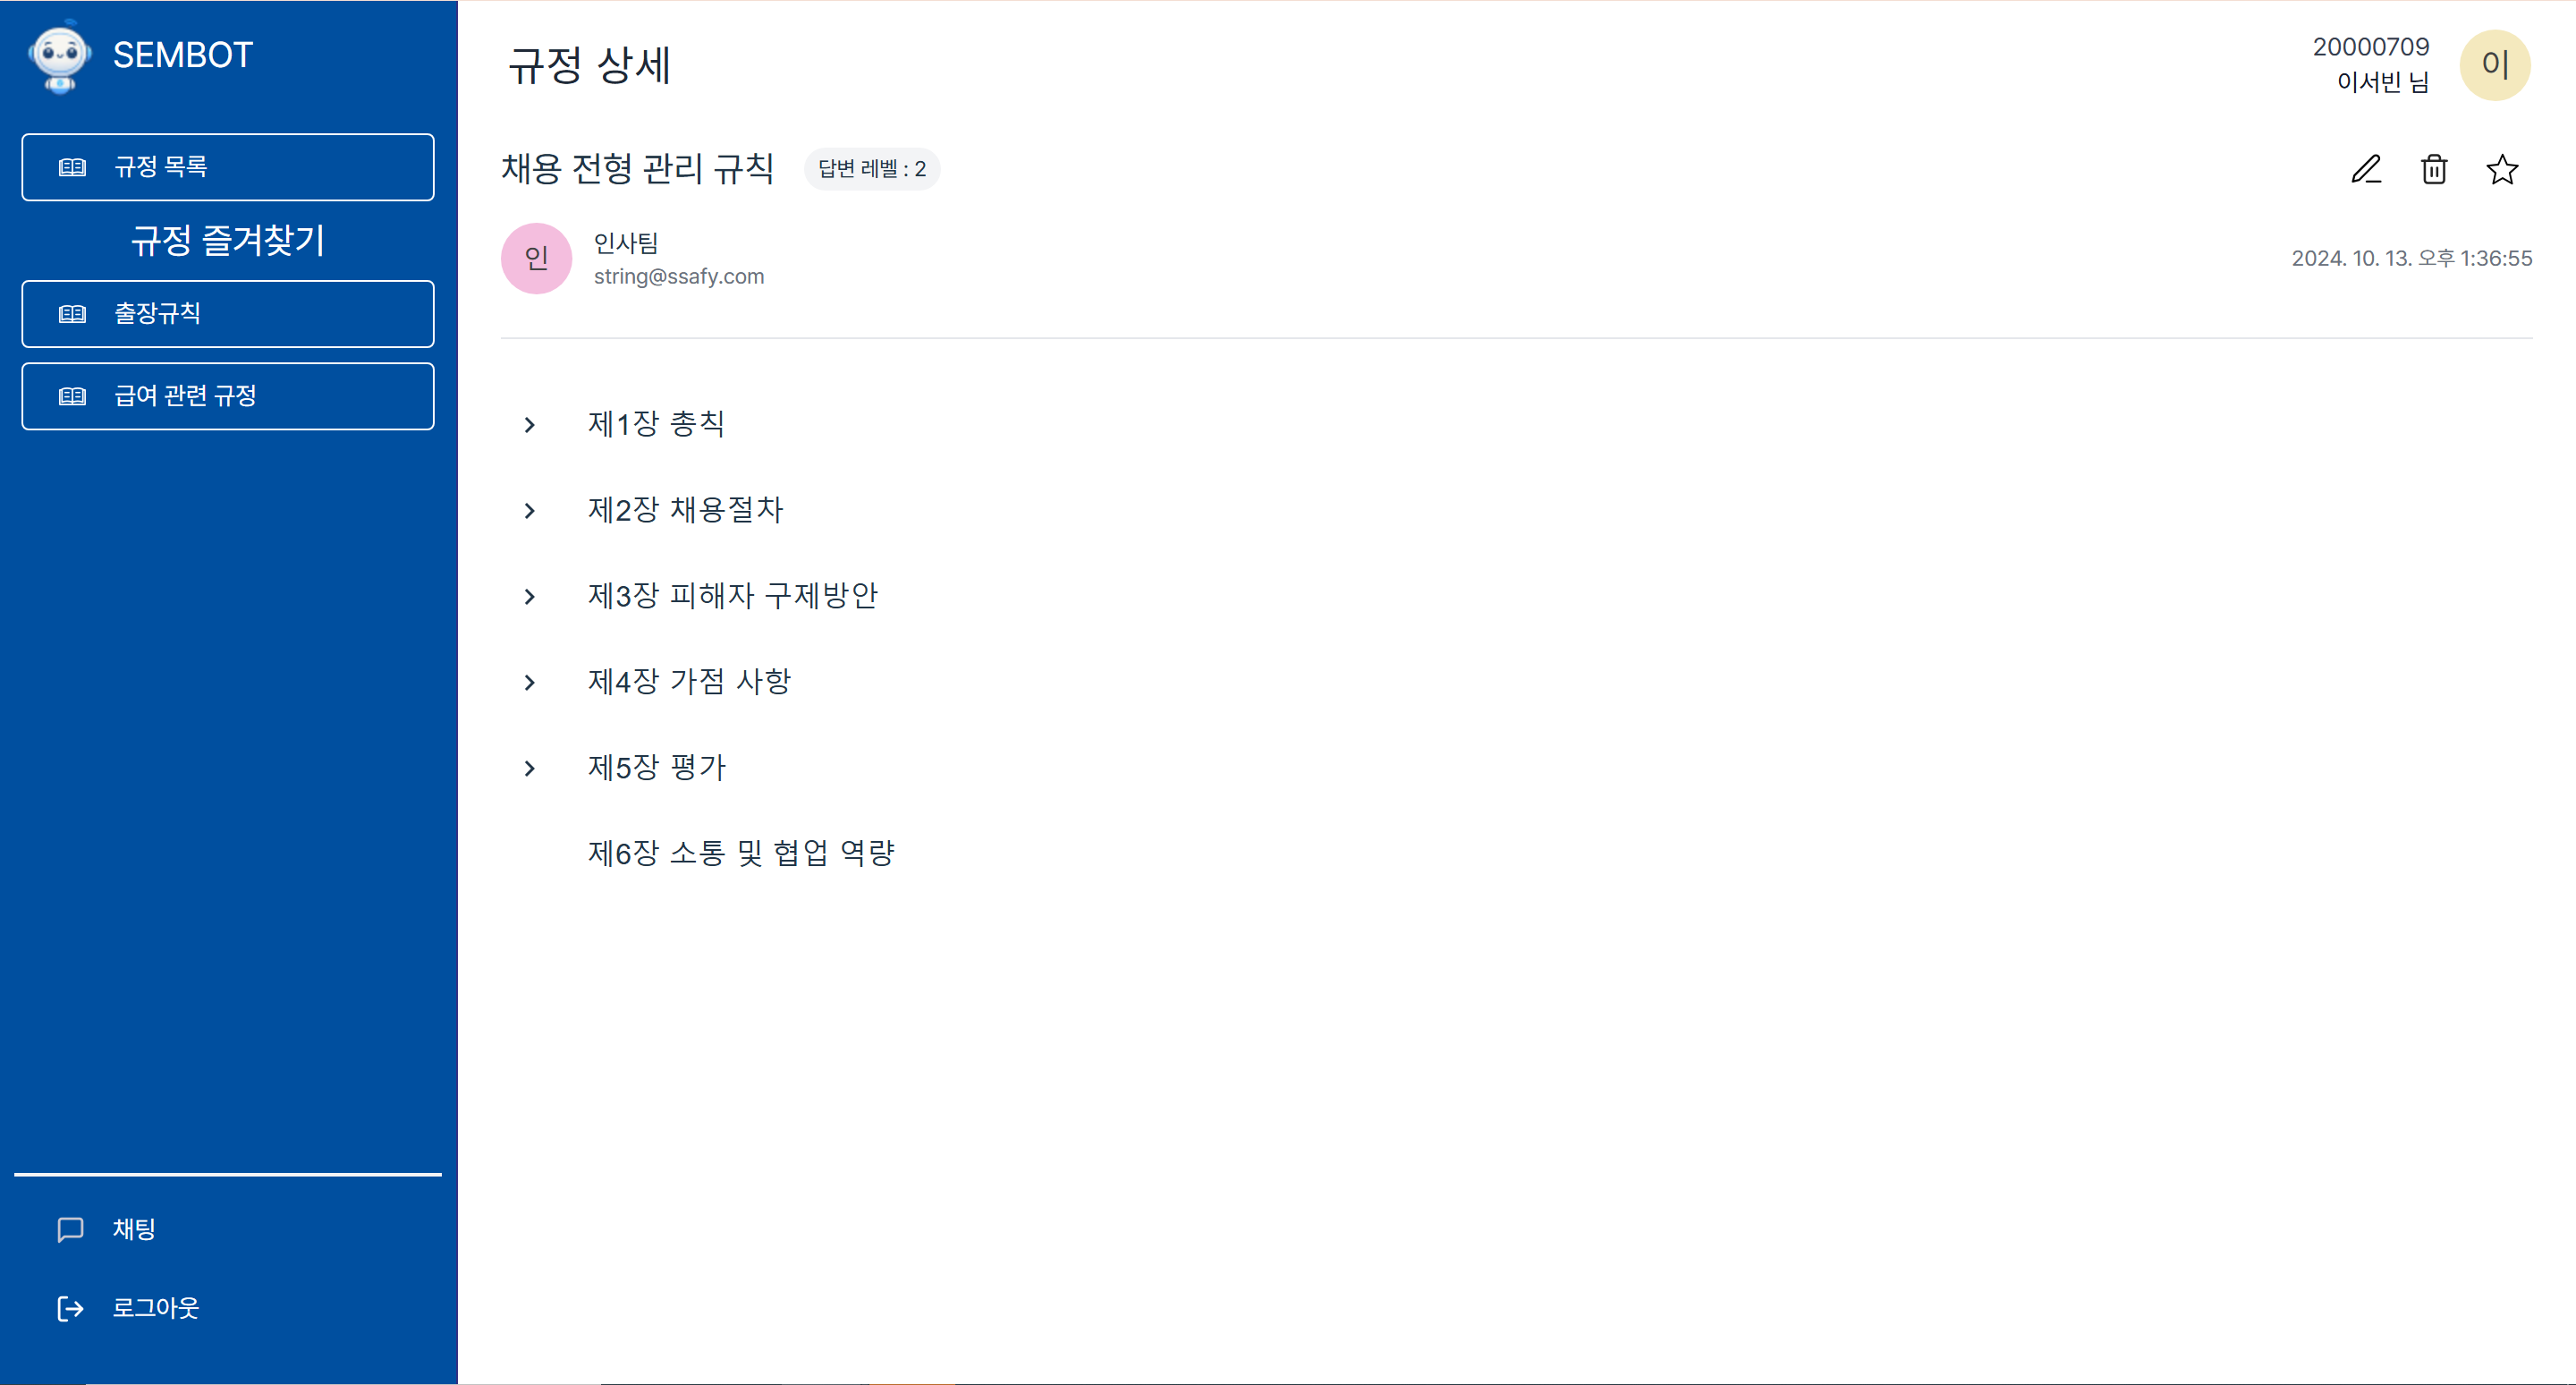 SEMBOT
규정 목록
규정 즐겨찾기
출장규칙
급여 관련 규정
채팅
로그아웃
규정 상세
20000709
이서빈 님
이
채용 전형 관리 규칙
답변 레벨 : 2
인
인사팀
string@ssafy.com
2024. 10. 13. 오후 1:36:55
제1장 총칙
제2장 채용절차
제3장 피해자 구제방안
제4장 가점 사항
제5장 평가
제6장 소통 및 협업 역량